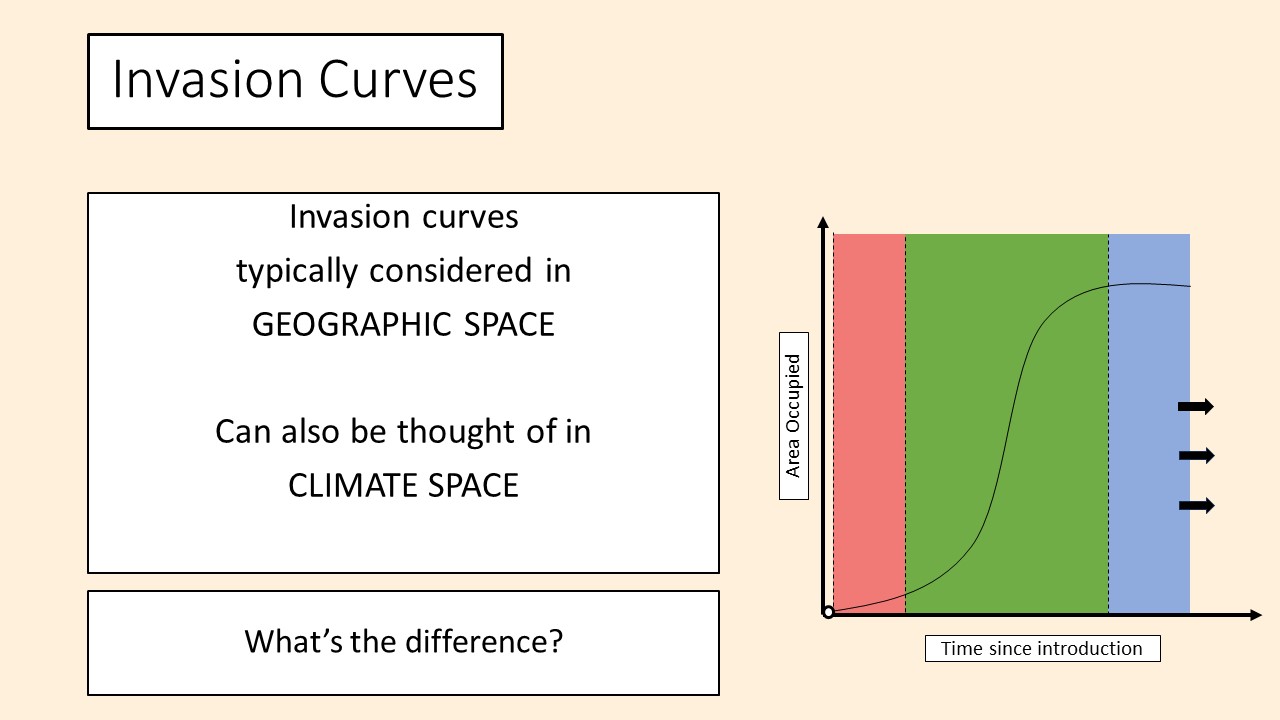 Invasion Curves
Invasion curves
typically considered in
GEOGRAPHIC SPACE
Can also be thought of in
CLIMATE SPACE
What’s the difference?
Area Occupied
Time since introduction